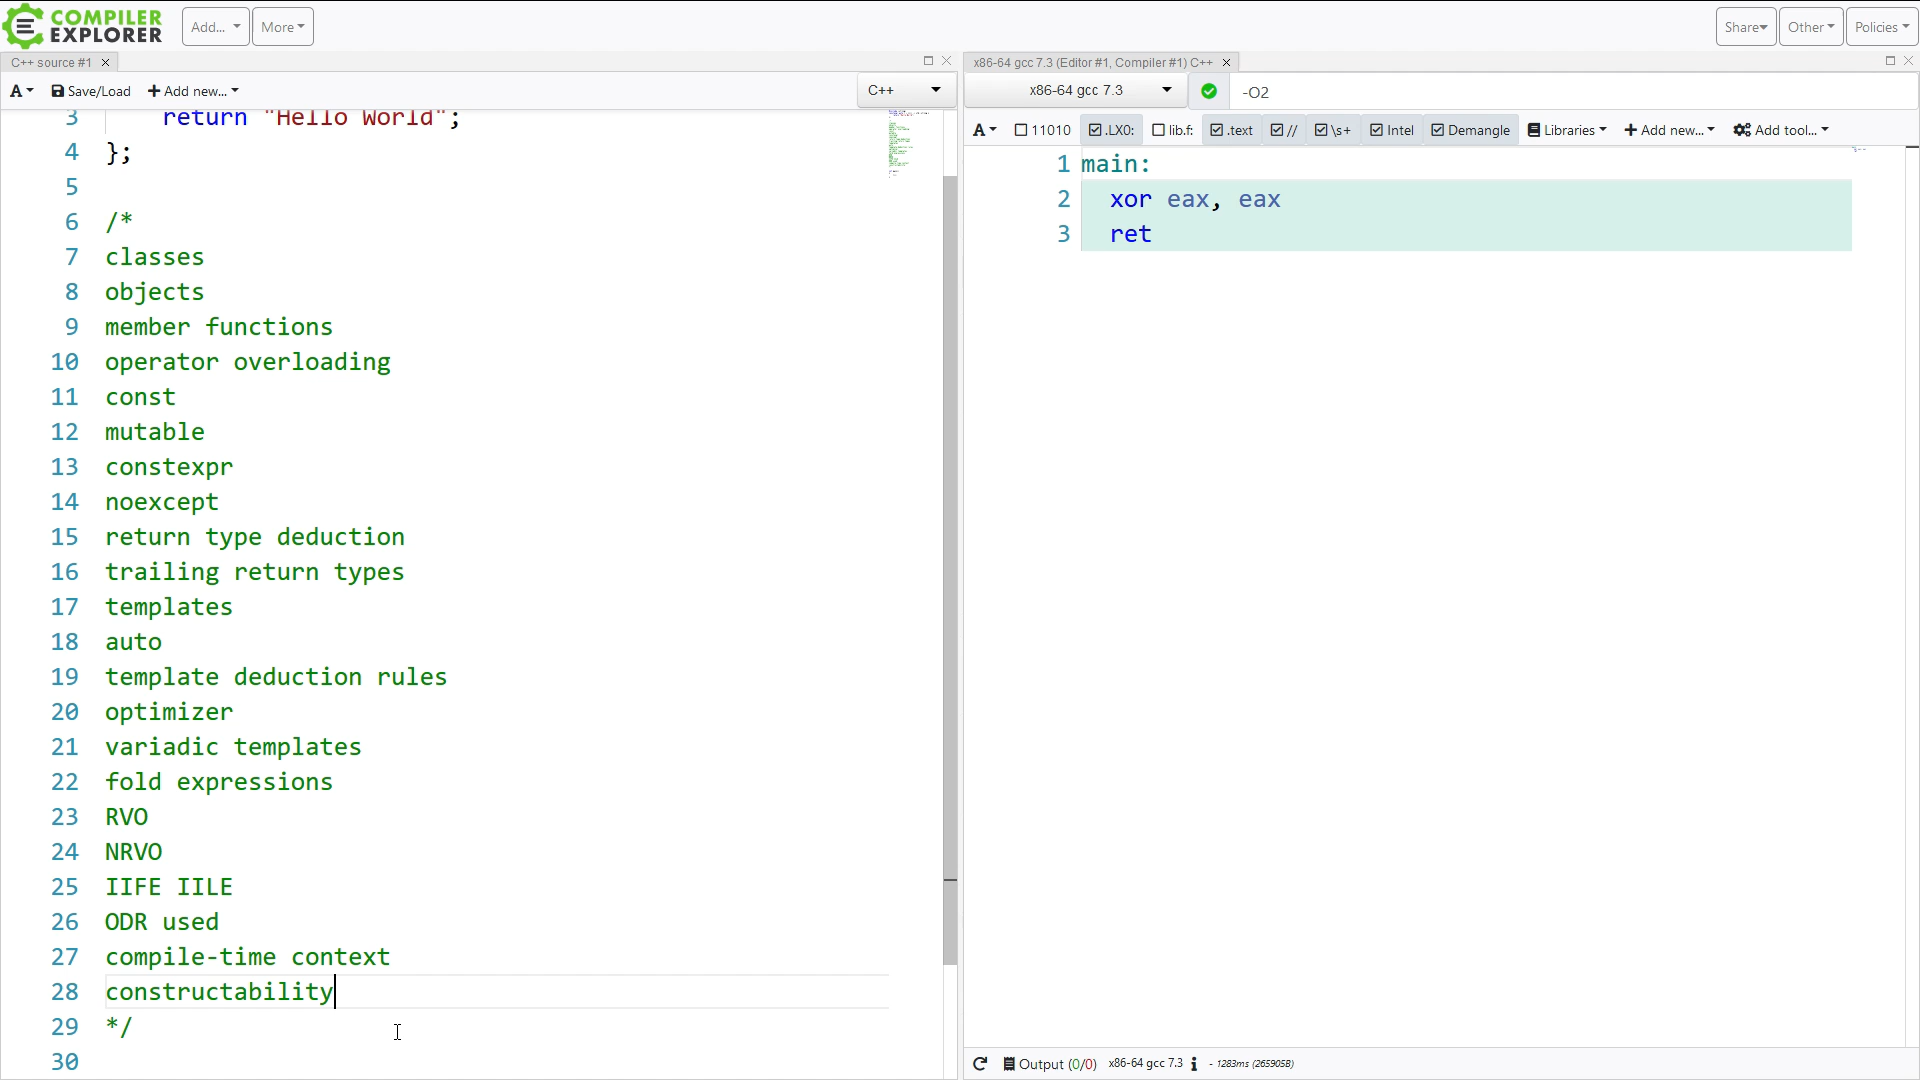 COMPILER
EXPLORER
Add...
More
Share
Other
Policies
C++ source #1
A
Save/Load
Add new...
C++
3 return "Hello World";
4 };
5
6 /*
7 classes
8 objects
9 member functions
10 operator overloading
11 const
12 mutable
13 constexpr
14 noexcept
15 return type deduction
16 trailing return types
17 templates
18 auto
19 template deduction rules
20 optimizer
21 variadic templates
22 fold expressions
23 RVO
24 NRVO
25 IIFE IILE
26 ODR used
27 compile-time context
28 constructability
29 */
30
x86-64 gcc 7.3 (Editor #1, Compiler #1) C++
x86-64 gcc 7.3
-O2
A
11010
.LX0:
lib.f:
.text
//
\s+
Intel
Demangle
Libraries
Add new...
Add tool...
1 main:
2 xor eax, eax
3 ret
Output (0/0) x86-64 gcc 7.3 i - 1283ms (265905B)